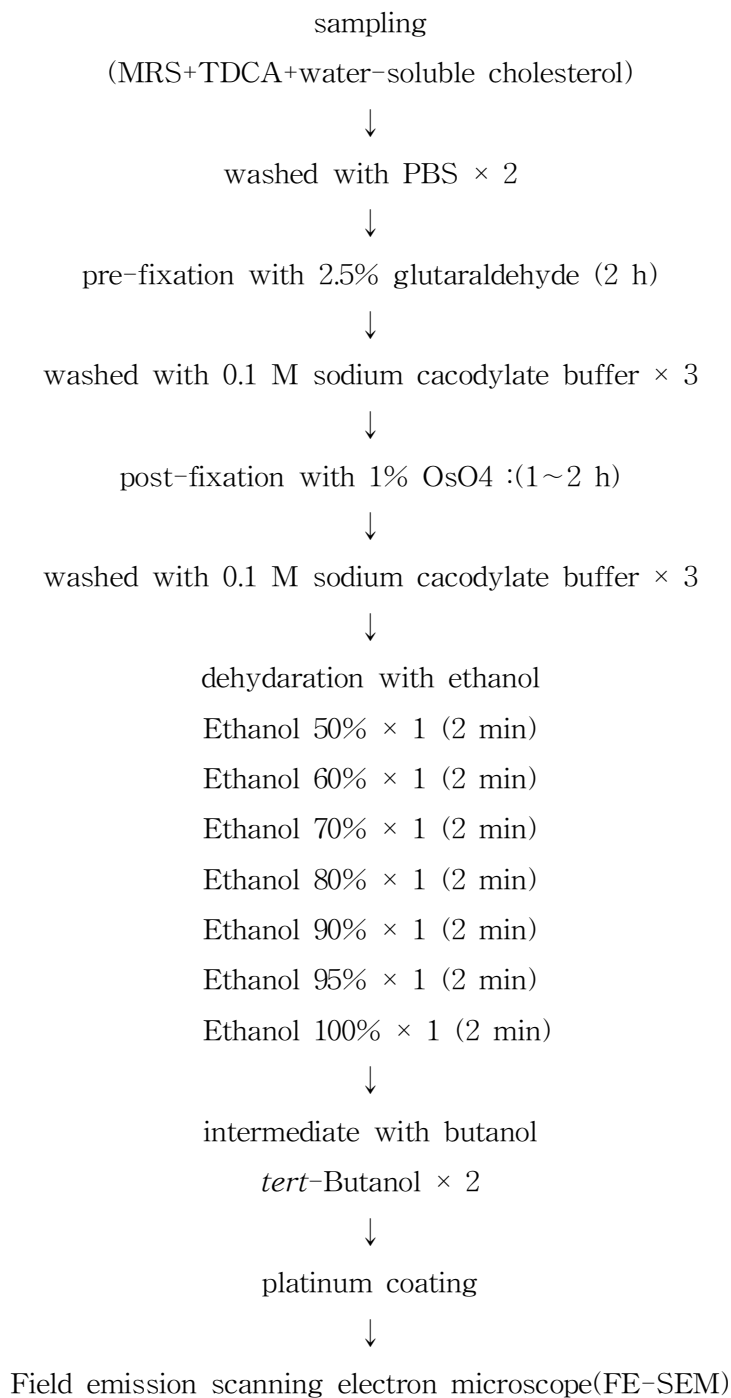 sampling
(MRS+TDCA+water-soluble cholesterol)
↓
washed with PBS × 2
↓
pre-fixation with 2.5% glutaraldehyde (2 h)
↓
washed with 0.1 M sodium cacodylate buffer × 3
↓
post-fixation with 1% OsO4 :(1~2 h)
↓
washed with 0.1 M sodium cacodylate buffer × 3
↓
dehydaration with ethanol
Ethanol 50% × 1 (2 min)
Ethanol 60% × 1 (2 min)
Ethanol 70% × 1 (2 min)
Ethanol 80% × 1 (2 min)
Ethanol 90% × 1 (2 min)
Ethanol 95% × 1 (2 min)
Ethanol 100% × 1 (2 min)
↓
intermediate with butanol
tert-Butanol × 2
↓
platinum coating
↓
Field emission scanning electron microscope(FE-SEM)